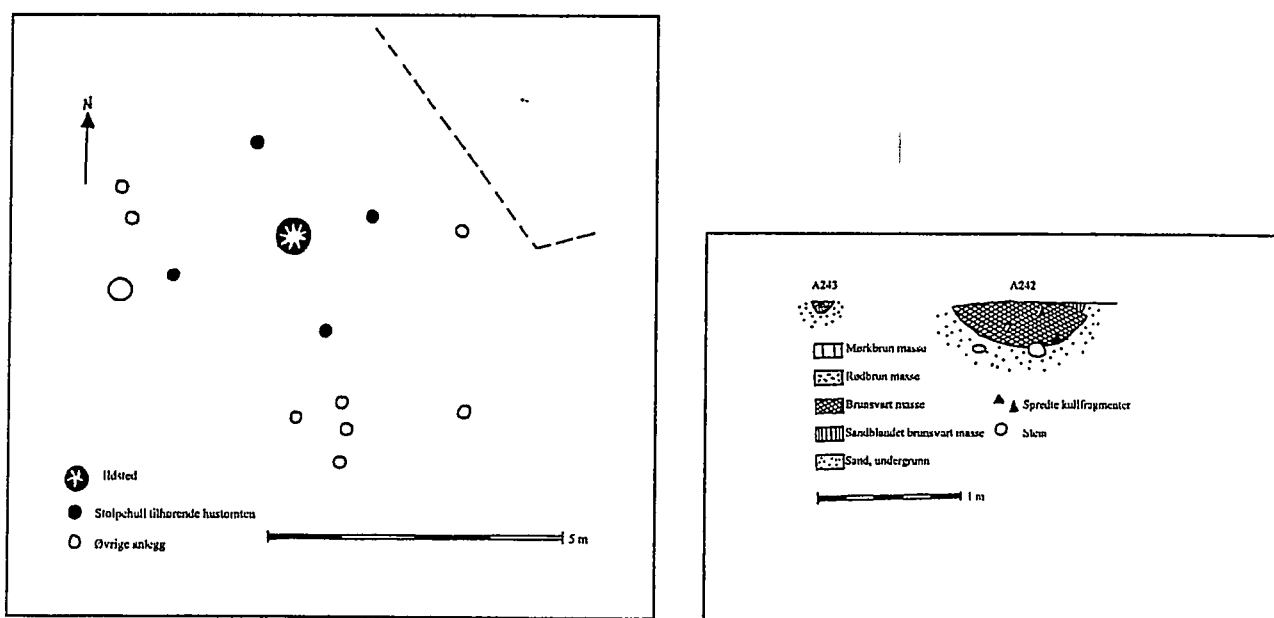 N
Ildsted
Stolpehull tilhørende hustomten
Øvrige anlegg
5 m
A243
A242
Mørkbrun masse
Rødbrun masse
Brunsvart masse
Spredte kullfragmenter
Sandblandet brunsvart masse
Stein
Sand, undergrunn
1 m